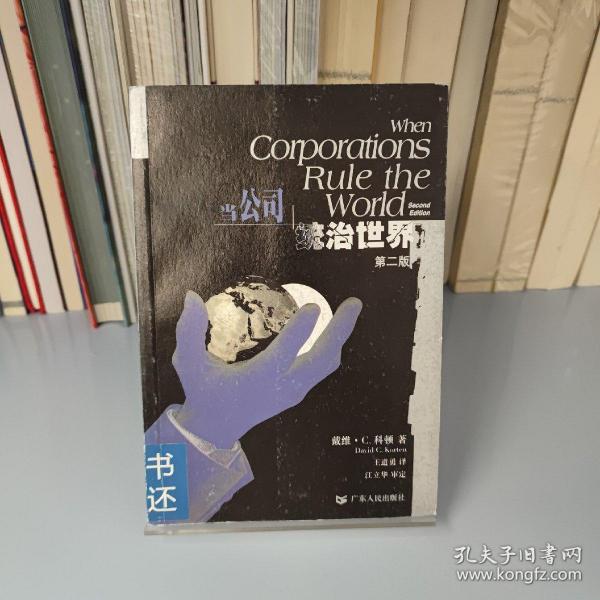 When
Corporations
Rule the
World
Second
Edition
当公司
统治世界
第二版
戴维·C.科顿 著
David C. Korten
王道勇 译
江立华 审定
广东人民出版社
书
还
孔夫子旧书网
www.kongfz.com